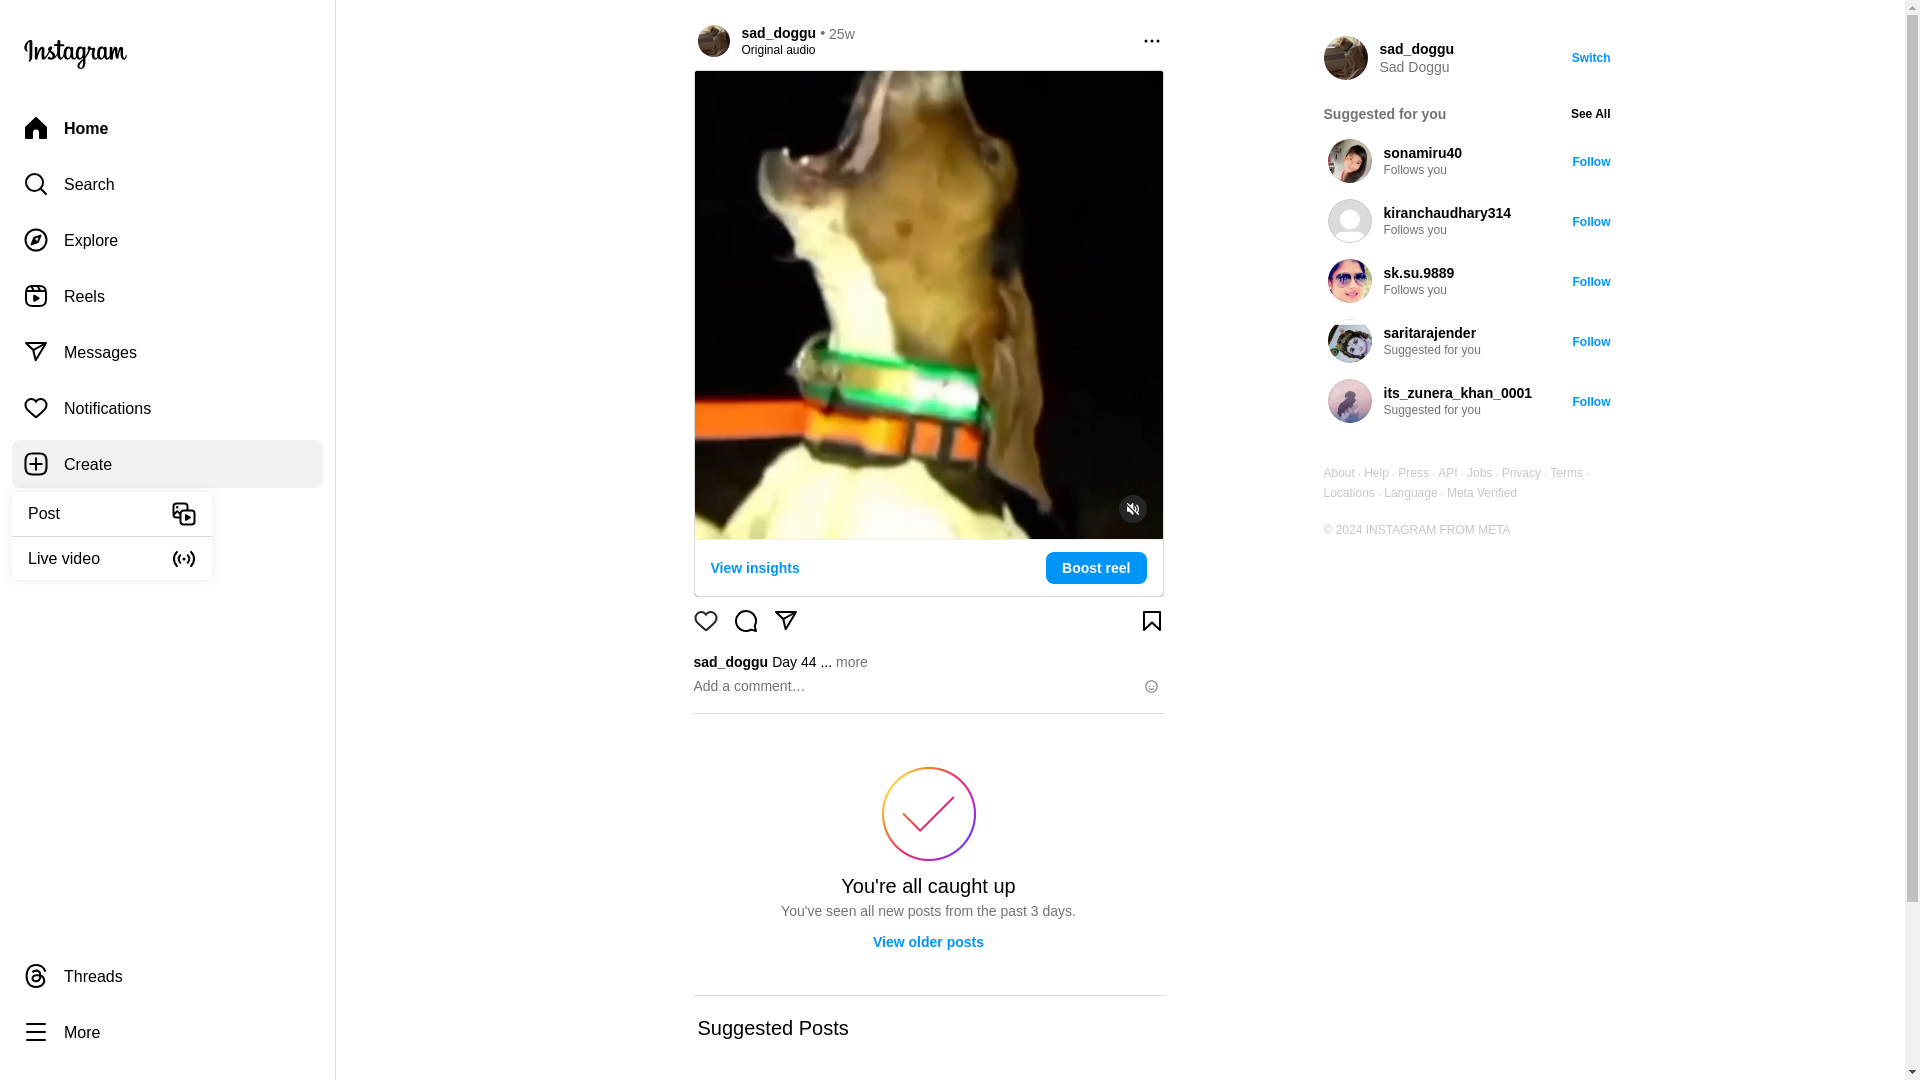 Instagram
Home
Search
Explore
Reels
Messages
Notifications
Create
Post
Live video
Threads
More
sad_doggu • 25w
Original audio
View insights
Boost reel
sad_doggu Day 44 ... more
Add a comment…
You're all caught up
You've seen all new posts from the past 3 days.
View older posts
Suggested Posts
sad_doggu
Sad Doggu
Switch
Suggested for you
See All
sonamiru40
Follows you
Follow
kiranchaudhary314
Follows you
Follow
sk.su.9889
Follows you
Follow
saritarajender
Suggested for you
Follow
its_zunera_khan_0001
Suggested for you
Follow
About · Help · Press · API · Jobs · Privacy · Terms ·
Locations · Language · Meta Verified
© 2024 INSTAGRAM FROM META